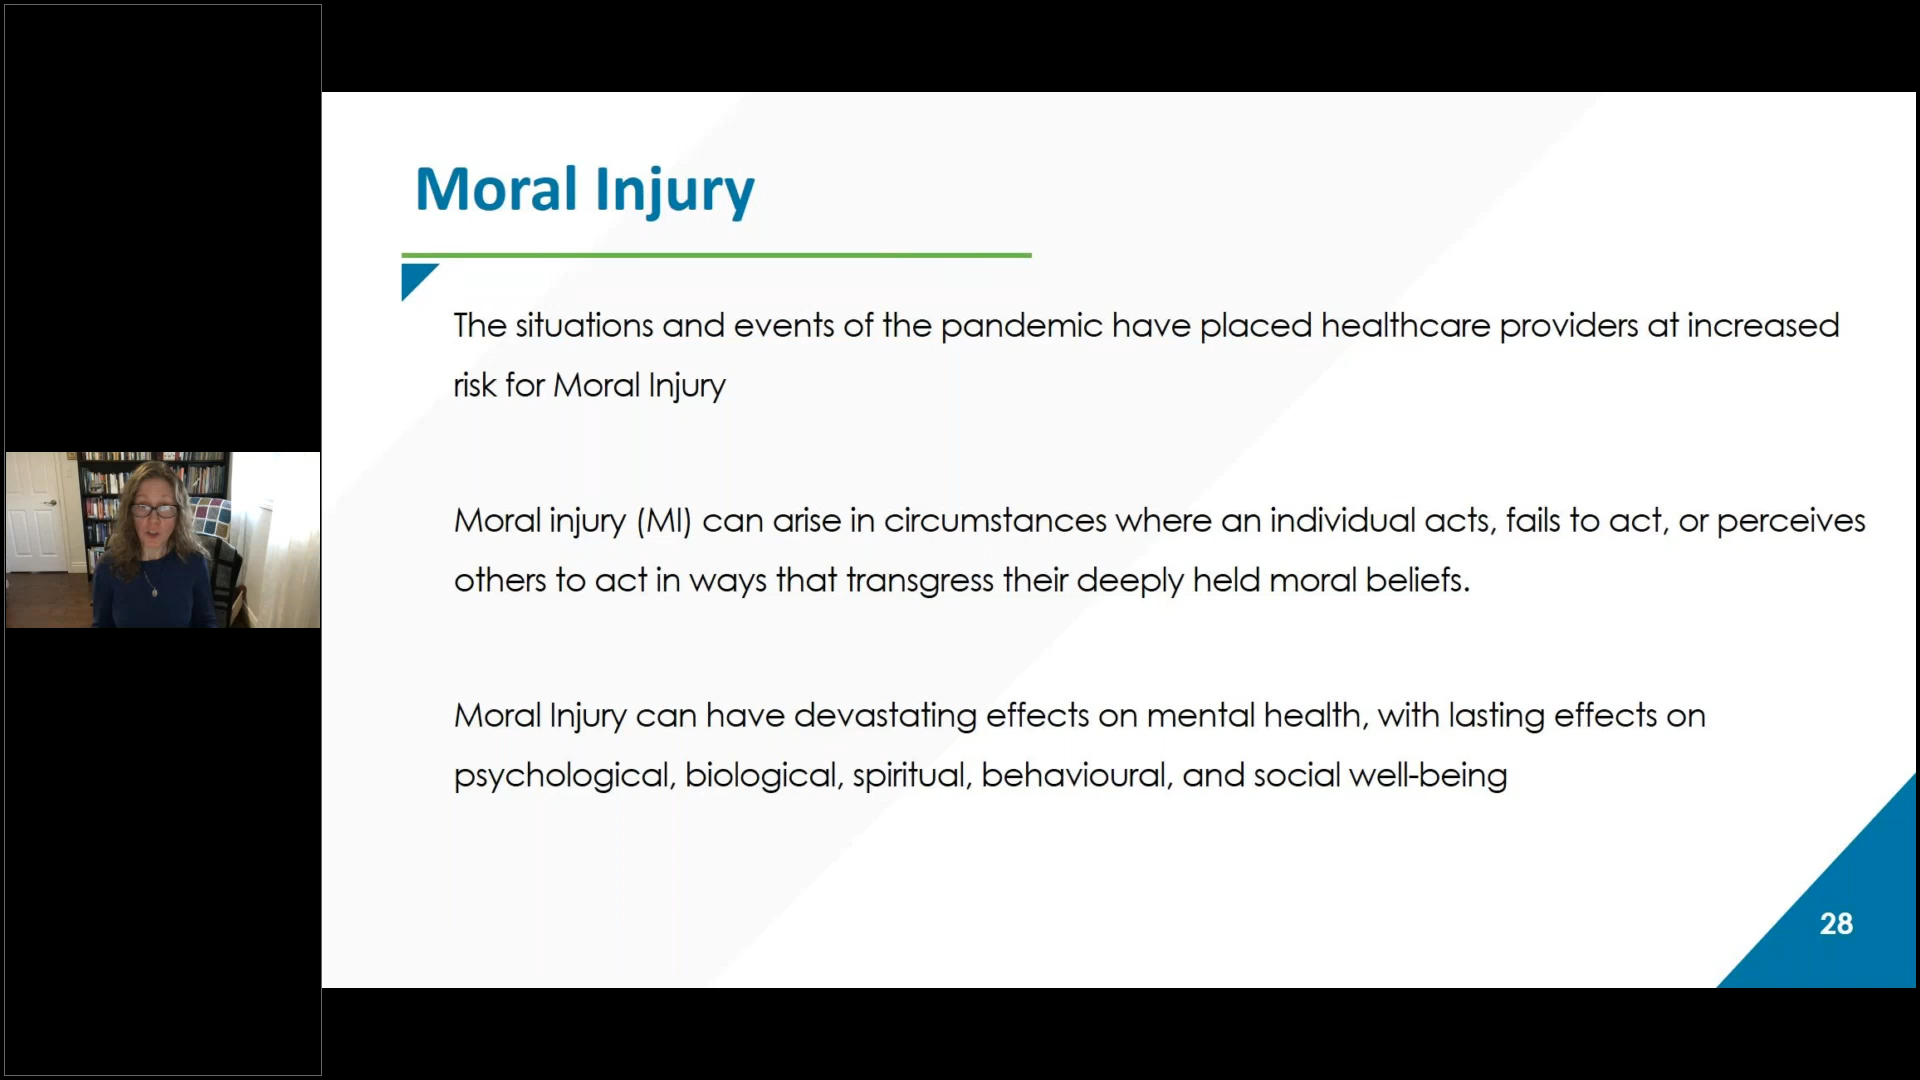 Moral Injury
The situations and events of the pandemic have placed healthcare providers at increased
risk for Moral Injury
Moral injury (MI) can arise in circumstances where an individual acts, fails to act, or perceives
others to act in ways that transgress their deeply held moral beliefs.
Moral Injury can have devastating effects on mental health, with lasting effects on
psychological, biological, spiritual, behavioural, and social well-being
28